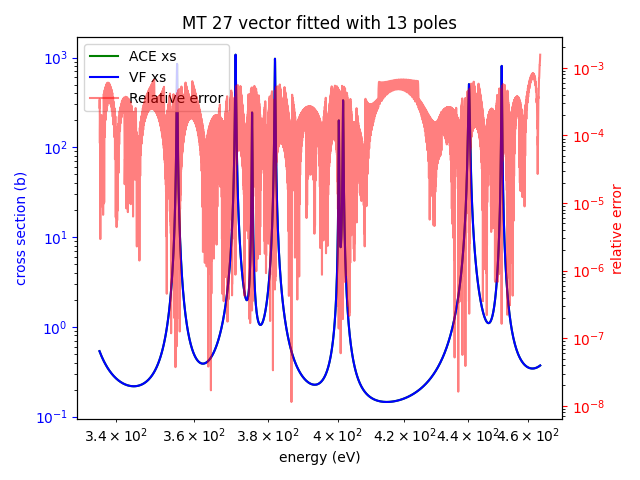 MT 27 vector fitted with 13 poles
ACE xs
VF xs
Relative error
cross section (b)
10³
10²
10¹
10⁰
10⁻¹
relative error
10⁻³
10⁻⁴
10⁻⁵
10⁻⁶
10⁻⁷
10⁻⁸
3.4 × 10² 3.6 × 10² 3.8 × 10² 4 × 10² 4.2 × 10² 4.4 × 10² 4.6 × 10²
energy (eV)